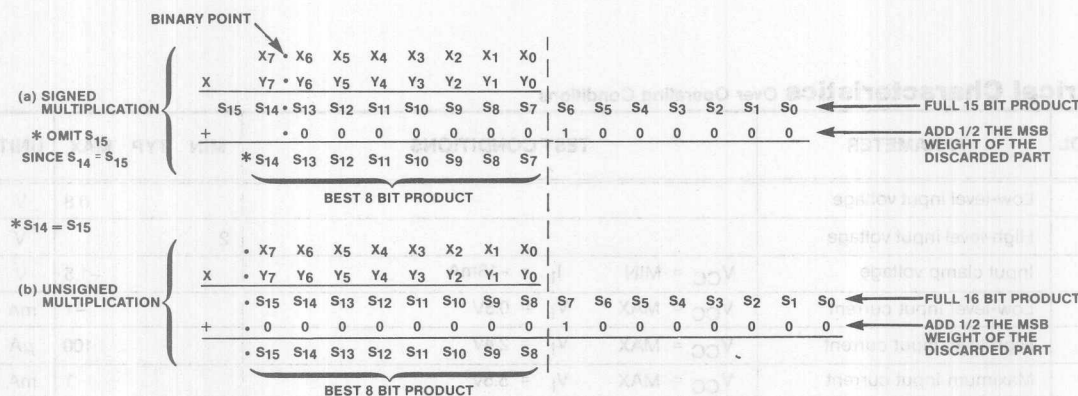 BINARY POINT
X7 • X6 X5 X4 X3 X2 X1 X0
X Y7 • Y6 Y5 Y4 Y3 Y2 Y1 Y0
(a) SIGNED
MULTIPLICATION
S15 S14 • S13 S12 S11 S10 S9 S8 S7 S6 S5 S4 S3 S2 S1 S0 FULL 15 BIT PRODUCT
* OMIT S15
SINCE S14 = S15
+ • 0 0 0 0 0 0 0 1 0 0 0 0 0 0 ADD 1/2 THE MSB
WEIGHT OF THE
DISCARDED PART
*S14 S13 S12 S11 S10 S9 S8 S7
BEST 8 BIT PRODUCT
*S14 = S15
• X7 X6 X5 X4 X3 X2 X1 X0
X • Y7 Y6 Y5 Y4 Y3 Y2 Y1 Y0
(b) UNSIGNED
MULTIPLICATION
• S15 S14 S13 S12 S11 S10 S9 S8 S7 S6 S5 S4 S3 S2 S1 S0 FULL 16 BIT PRODUCT
+ • 0 0 0 0 0 0 0 0 1 0 0 0 0 0 0 0 ADD 1/2 THE MSB
WEIGHT OF THE
DISCARDED PART
• S15 S14 S13 S12 S11 S10 S9 S8
BEST 8 BIT PRODUCT